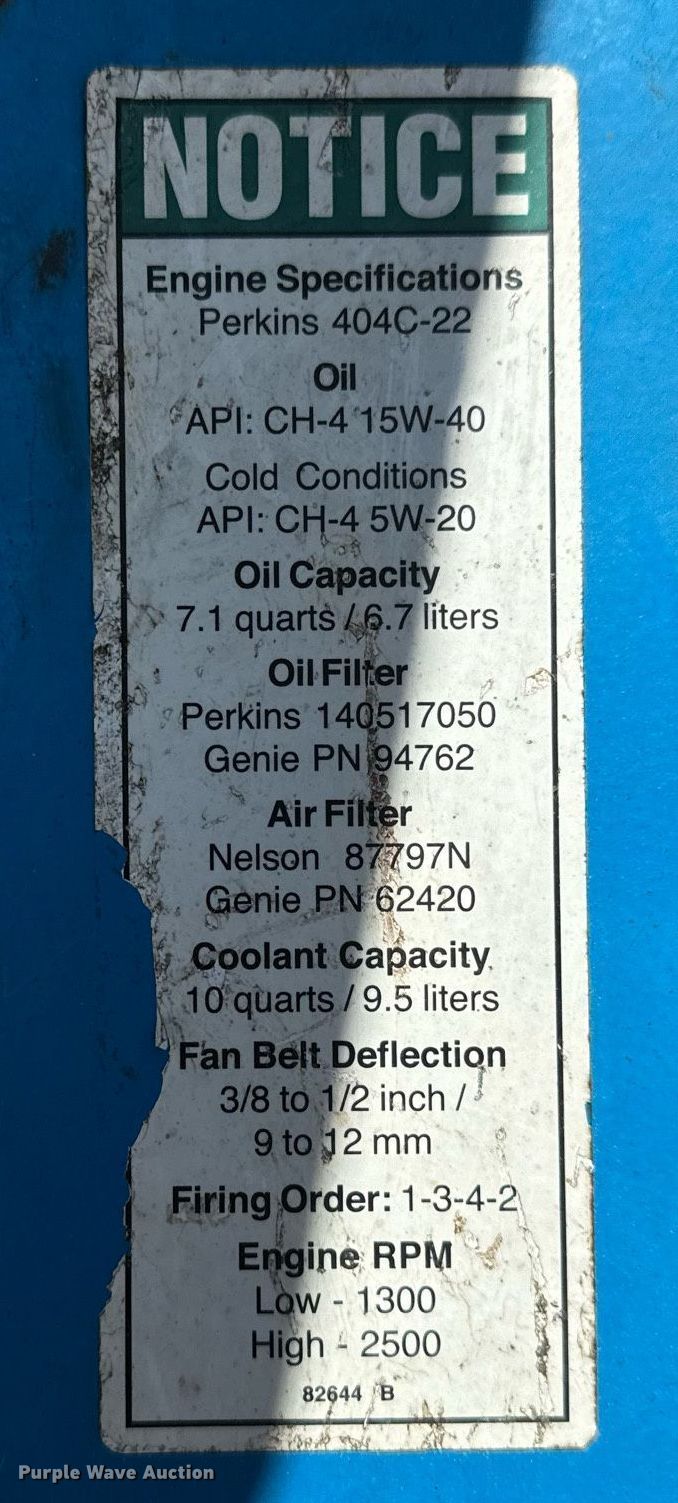 NOTICE
Engine Specifications
Perkins 404C-22
Oil
API: CH-4 15W-40
Cold Conditions
API: CH-4 5W-20
Oil Capacity
7.1 quarts / 6.7 liters
Oil Filter
Perkins 140517050
Genie PN 94762
Air Filter
Nelson 87797N
Genie PN 62420
Coolant Capacity
10 quarts / 9.5 liters
Fan Belt Deflection
3/8 to 1/2 inch /
9 to 12 mm
Firing Order: 1-3-4-2
Engine RPM
Low - 1300
High - 2500
82644 B
Purple Wave Auction